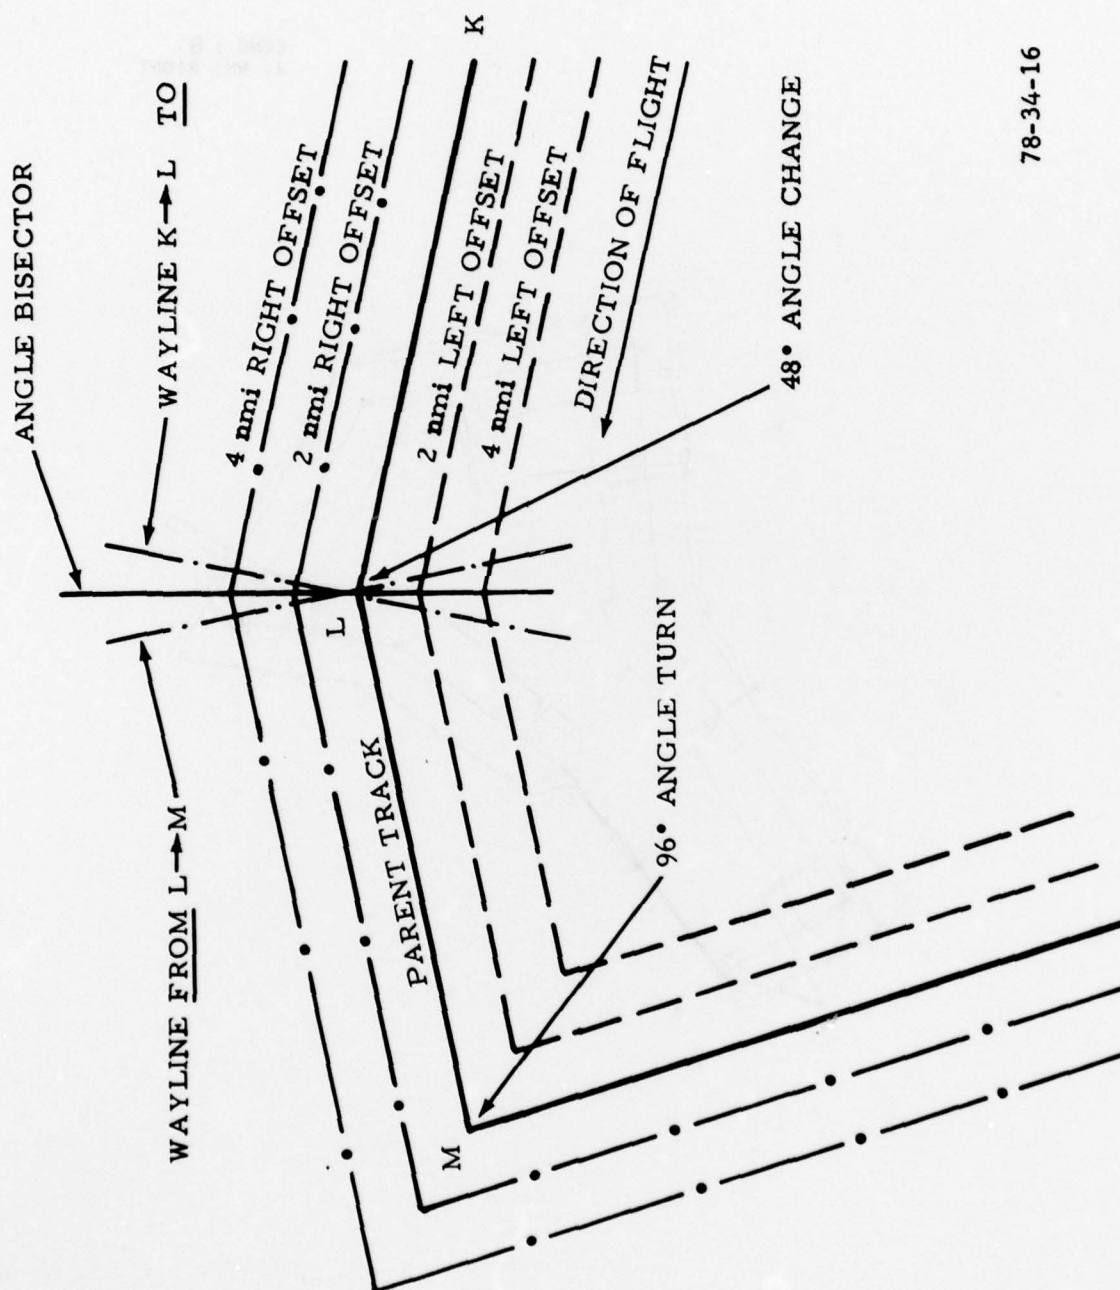 ANGLE BISECTOR
WAYLINE K→L TO
K
4 nmi RIGHT OFFSET
2 nmi RIGHT OFFSET
2 nmi LEFT OFFSET
4 nmi LEFT OFFSET
DIRECTION OF FLIGHT
48° ANGLE CHANGE
L
WAYLINE FROM L→M
PARENT TRACK
96° ANGLE TURN
M
78-34-16